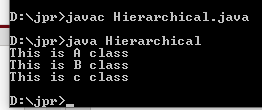 D:\jpr>javac Hierarchical.java
D:\jpr>java Hierarchical
This is A class
This is B class
This is c class
D:\jpr>_